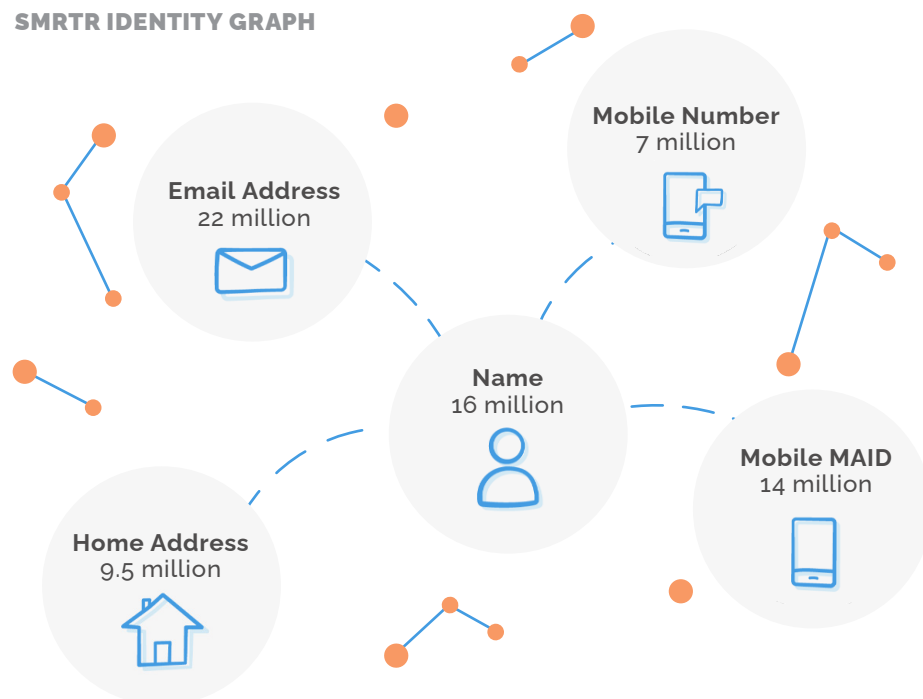 SMRTR IDENTITY GRAPH
Mobile Number
7 million
Email Address
22 million
Name
16 million
Mobile MAID
14 million
Home Address
9.5 million